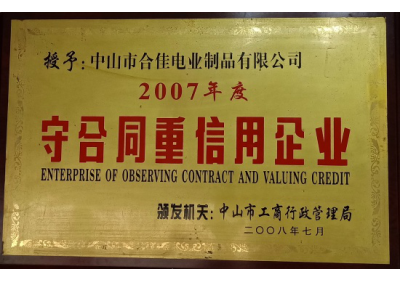 授予:中山市合佳电业制品有限公司
2007年度
守合同重信用企业
ENTERPRISE OF OBSERVING CONTRACT AND VALUING CREDIT
颁发机关:中山市工商行政管理局
二〇〇八年七月